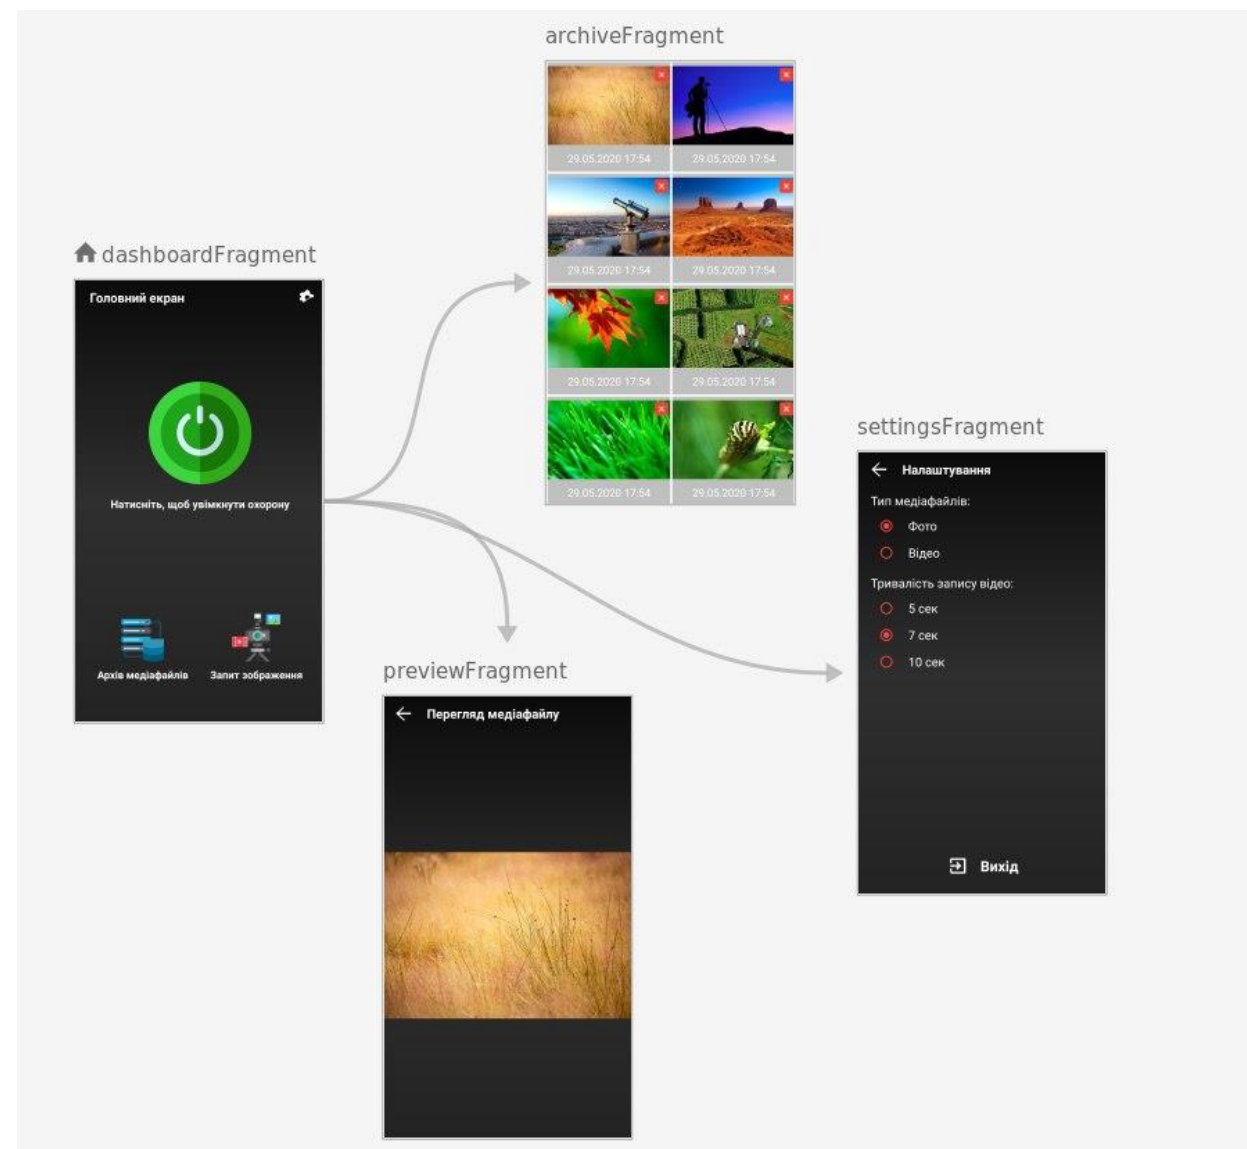 archiveFragment
29.05.2020 17:54 29.05.2020 17:54
29.05.2020 17:54 29.05.2020 17:54
29.05.2020 17:54 29.05.2020 17:54
29.05.2020 17:54 29.05.2020 17:54
dashboardFragment
Головний екран
Натисніть, щоб увімкнути охорону
Архів медіафайлів Запит зображення
settingsFragment
Налаштування
Тип медіафайлів:
Фото
Відео
Тривалість запису відео:
5 сек
7 сек
10 сек
Вихід
previewFragment
Перегляд медіафайлу